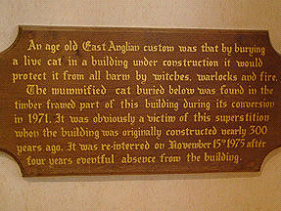 An age old East Anglian custom was that by burying
a live cat in a building under construction it would
protect it from all harm by witches, warlocks and fire.
The mummified cat buried below was found in the
timber framed part of this building during its conversion
in 1971. It was obviously a victim of this superstition
when the building was originally constructed nearly 300
years ago. It was re-interred on November 15th 1975 after
four years eventful absence from the building.